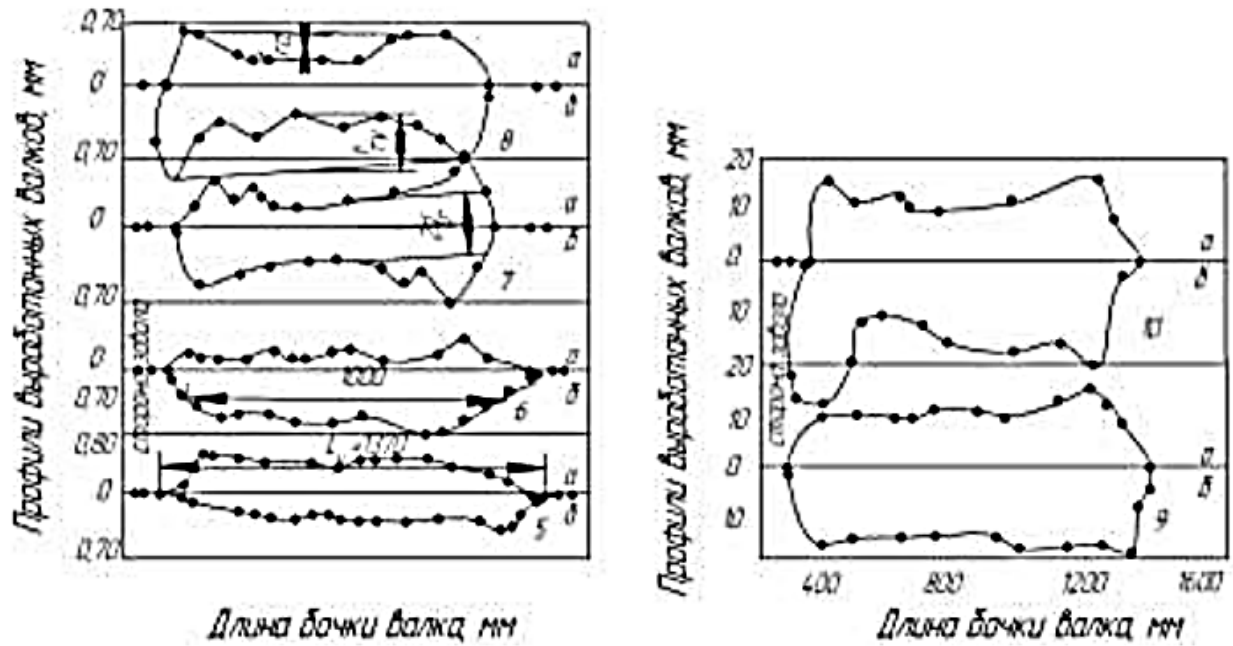 Профили выработанных валков, мм
0,70
0
0,70
0
0,70
0
0,70
0,80
0
0,70
а
б
8
а
б
7
а
б
1000
6
а
б
5
Сторона завала
Длина бочки валка, мм
Профили выработанных валков, мм
20
10
0
10
20
10
0
10
а
б
10
а
б
9
Сторона завала
400
800
1200
1600
Длина бочки валка, мм